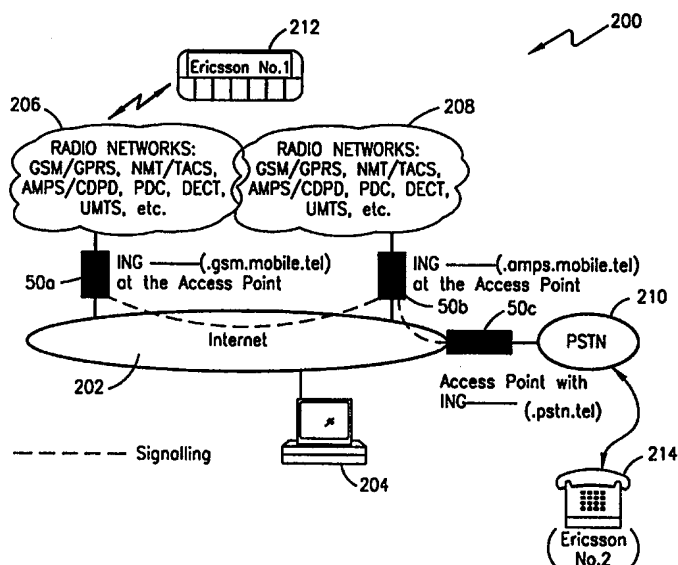 200
212
Ericsson No.1
206
208
RADIO NETWORKS:
GSM/GPRS, NMT/TACS,
AMPS/CDPD, PDC, DECT,
UMTS, etc.
RADIO NETWORKS:
GSM/GPRS, NMT/TACS,
AMPS/CDPD, PDC, DECT,
UMTS, etc.
50a
ING (.gsm.mobile.tel)
at the Access Point
ING (.amps.mobile.tel)
at the Access Point
50b
50c
210
Internet
PSTN
202
Access Point with
ING (.pstn.tel)
Signalling
204
214
(Ericsson
No.2)